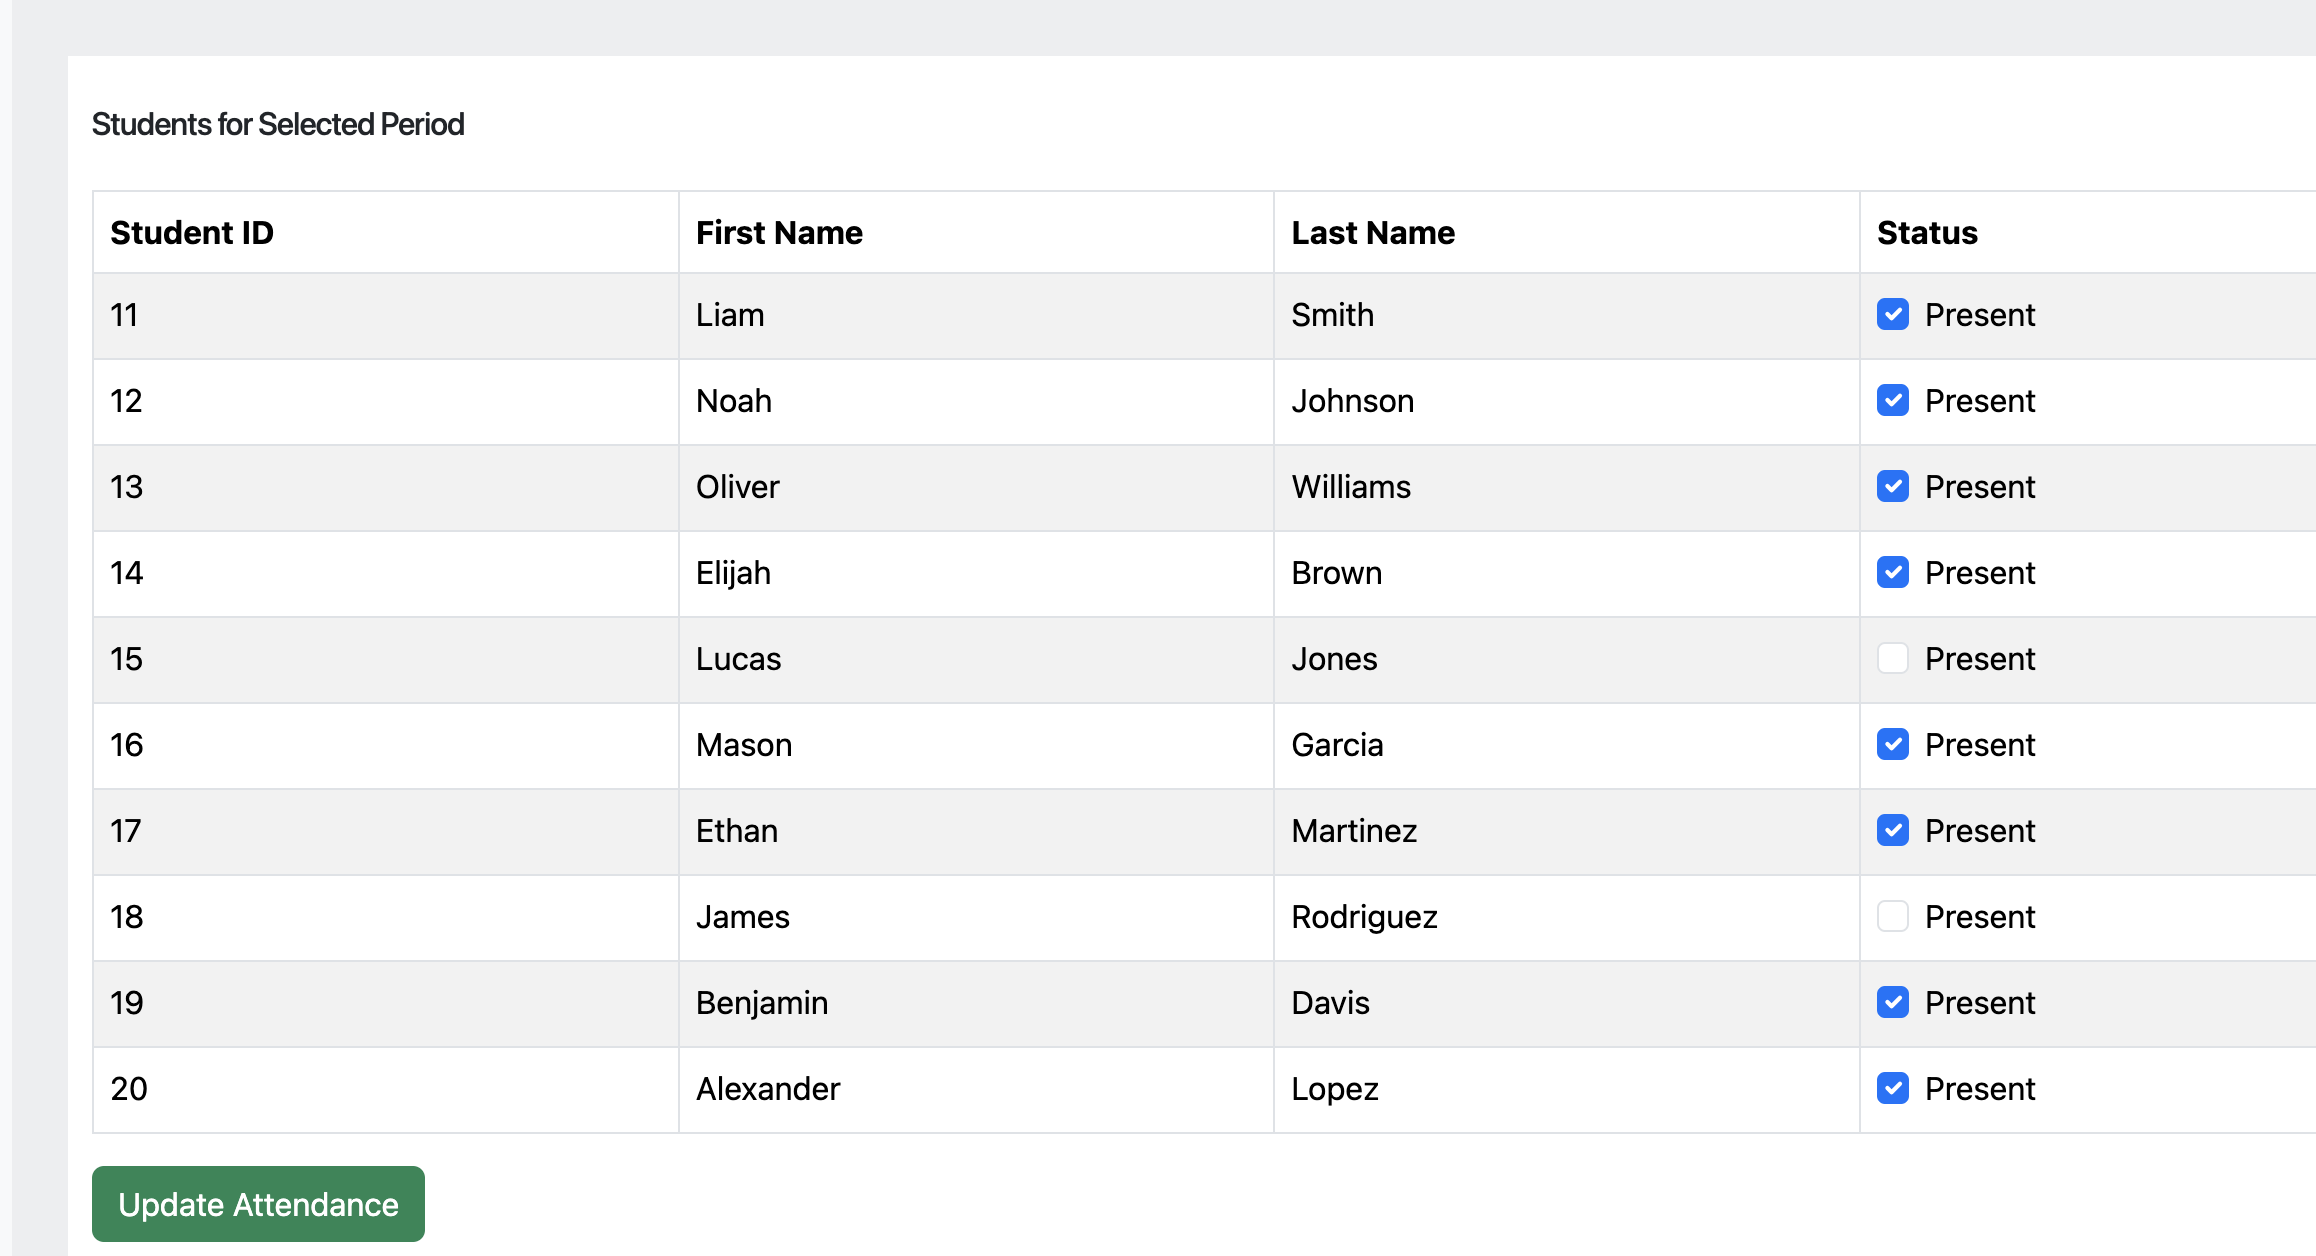 Students for Selected Period
Student ID First Name Last Name Status
11 Liam Smith Present
12 Noah Johnson Present
13 Oliver Williams Present
14 Elijah Brown Present
15 Lucas Jones Present
16 Mason Garcia Present
17 Ethan Martinez Present
18 James Rodriguez Present
19 Benjamin Davis Present
20 Alexander Lopez Present
Update Attendance